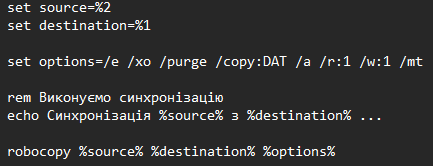 set source=%2
set destination=%1
set options=/e /xo /purge /copy:DAT /a /r:1 /w:1 /mt
rem Виконуємо синхронізацію
echo Синхронізація %source% з %destination% ...
robocopy %source% %destination% %options%